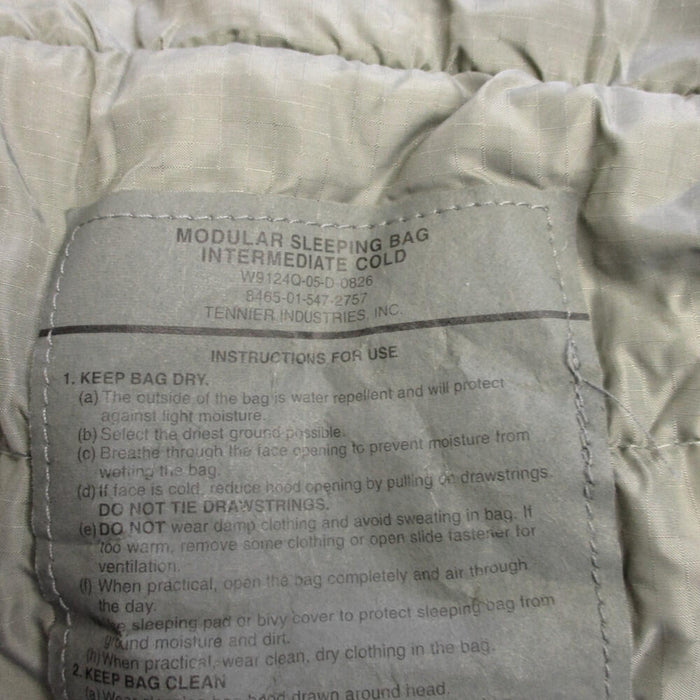 MODULAR SLEEPING BAG
INTERMEDIATE COLD
W9124Q-05-D-0826
8465-01-547-2757
TENNIER INDUSTRIES, INC.
INSTRUCTIONS FOR USE
1. KEEP BAG DRY.
(a) The outside of the bag is water repellent and will protect
against light moisture.
(b) Select the driest ground possible.
(c) Breathe through the face opening to prevent moisture from
wetting the bag.
(d) If face is cold, reduce hood opening by pulling on drawstrings.
DO NOT TIE DRAWSTRINGS.
(e) DO NOT wear damp clothing and avoid sweating in bag. If
too warm, remove some clothing or open slide fastener for
ventilation.
(f) When practical, open the bag completely and air through
the day.
sleeping pad or bivy cover to protect sleeping bag from
ground moisture and dirt.
(h) When practical, wear clean, dry clothing in the bag.
2. KEEP BAG CLEAN
(a) drawn around head.